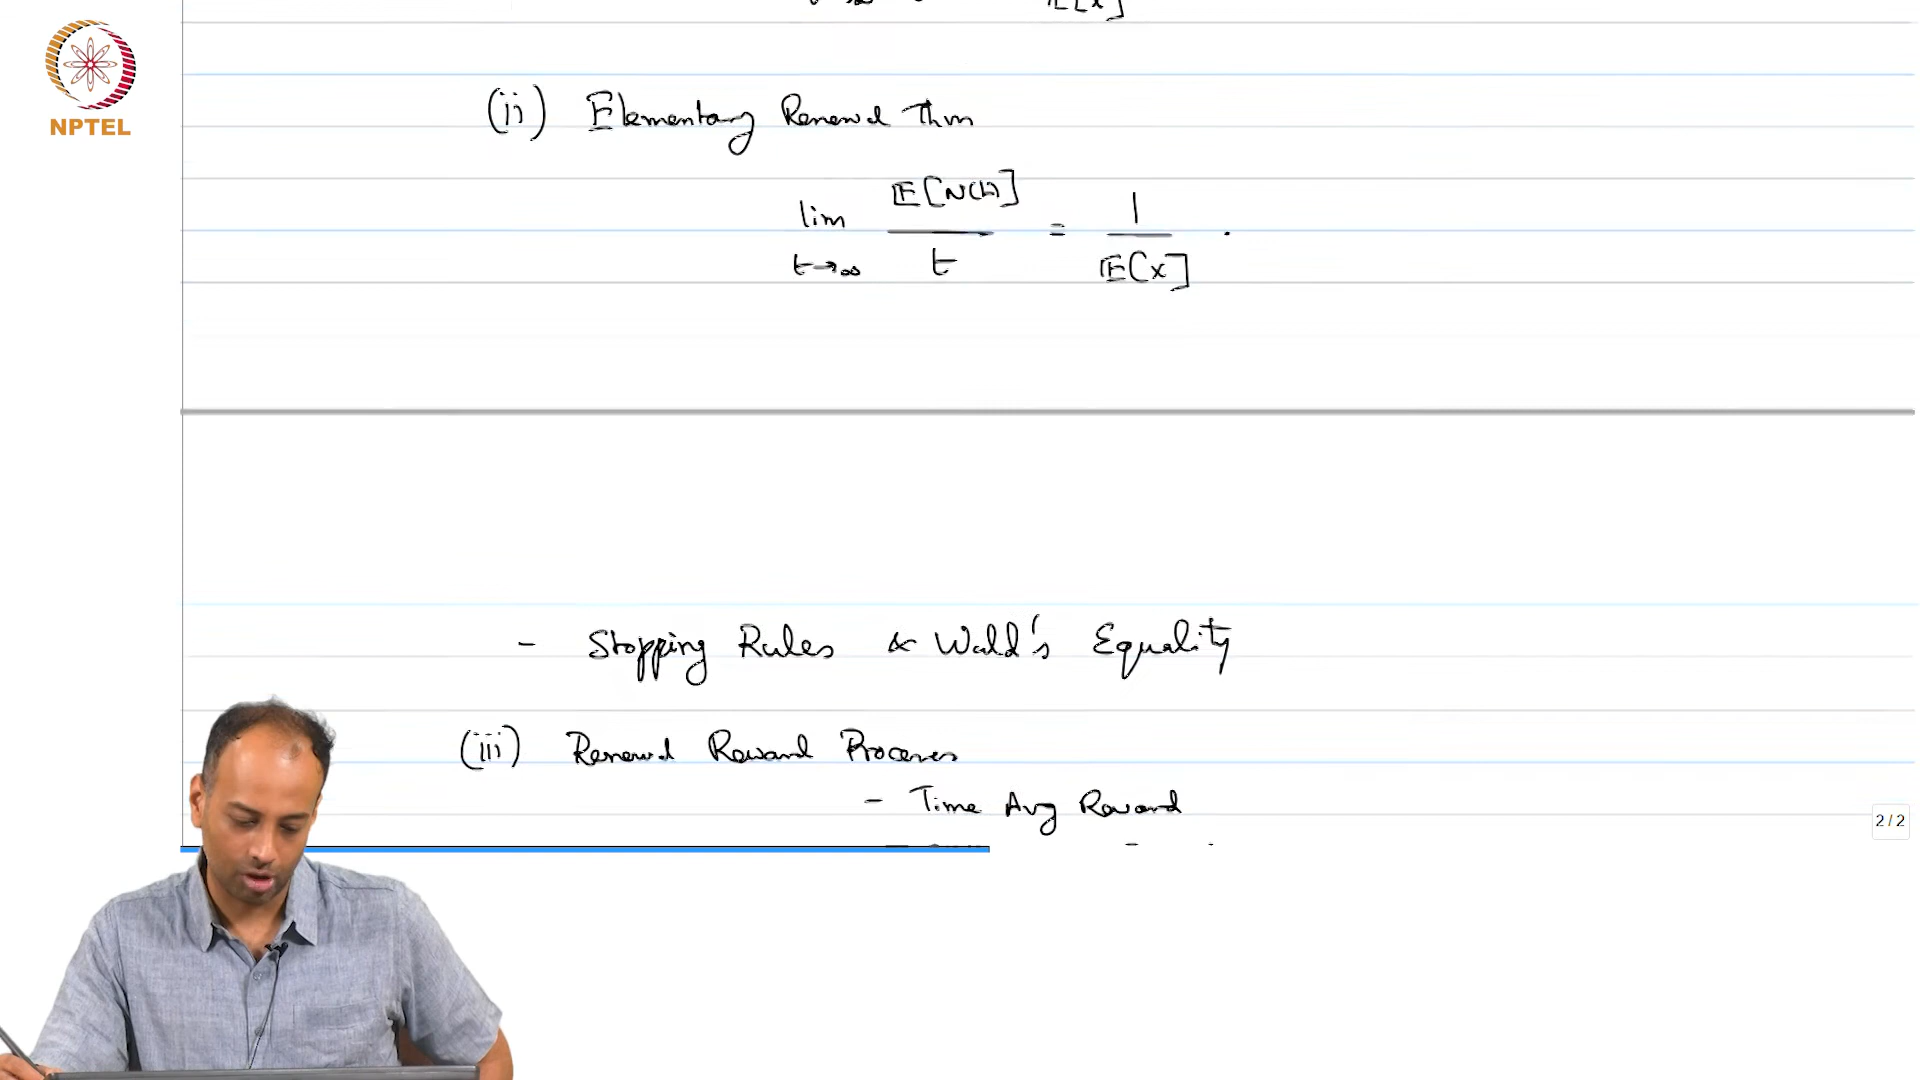 E[X]
NPTEL
(ii) Elementary Renewal Thm
lim t→∞ E[N(t)] / t = 1 / E[X] .
- Stopping Rules & Wald's Equality
(iii) Renewal Reward Processes
- Time Avg Reward
2 / 2